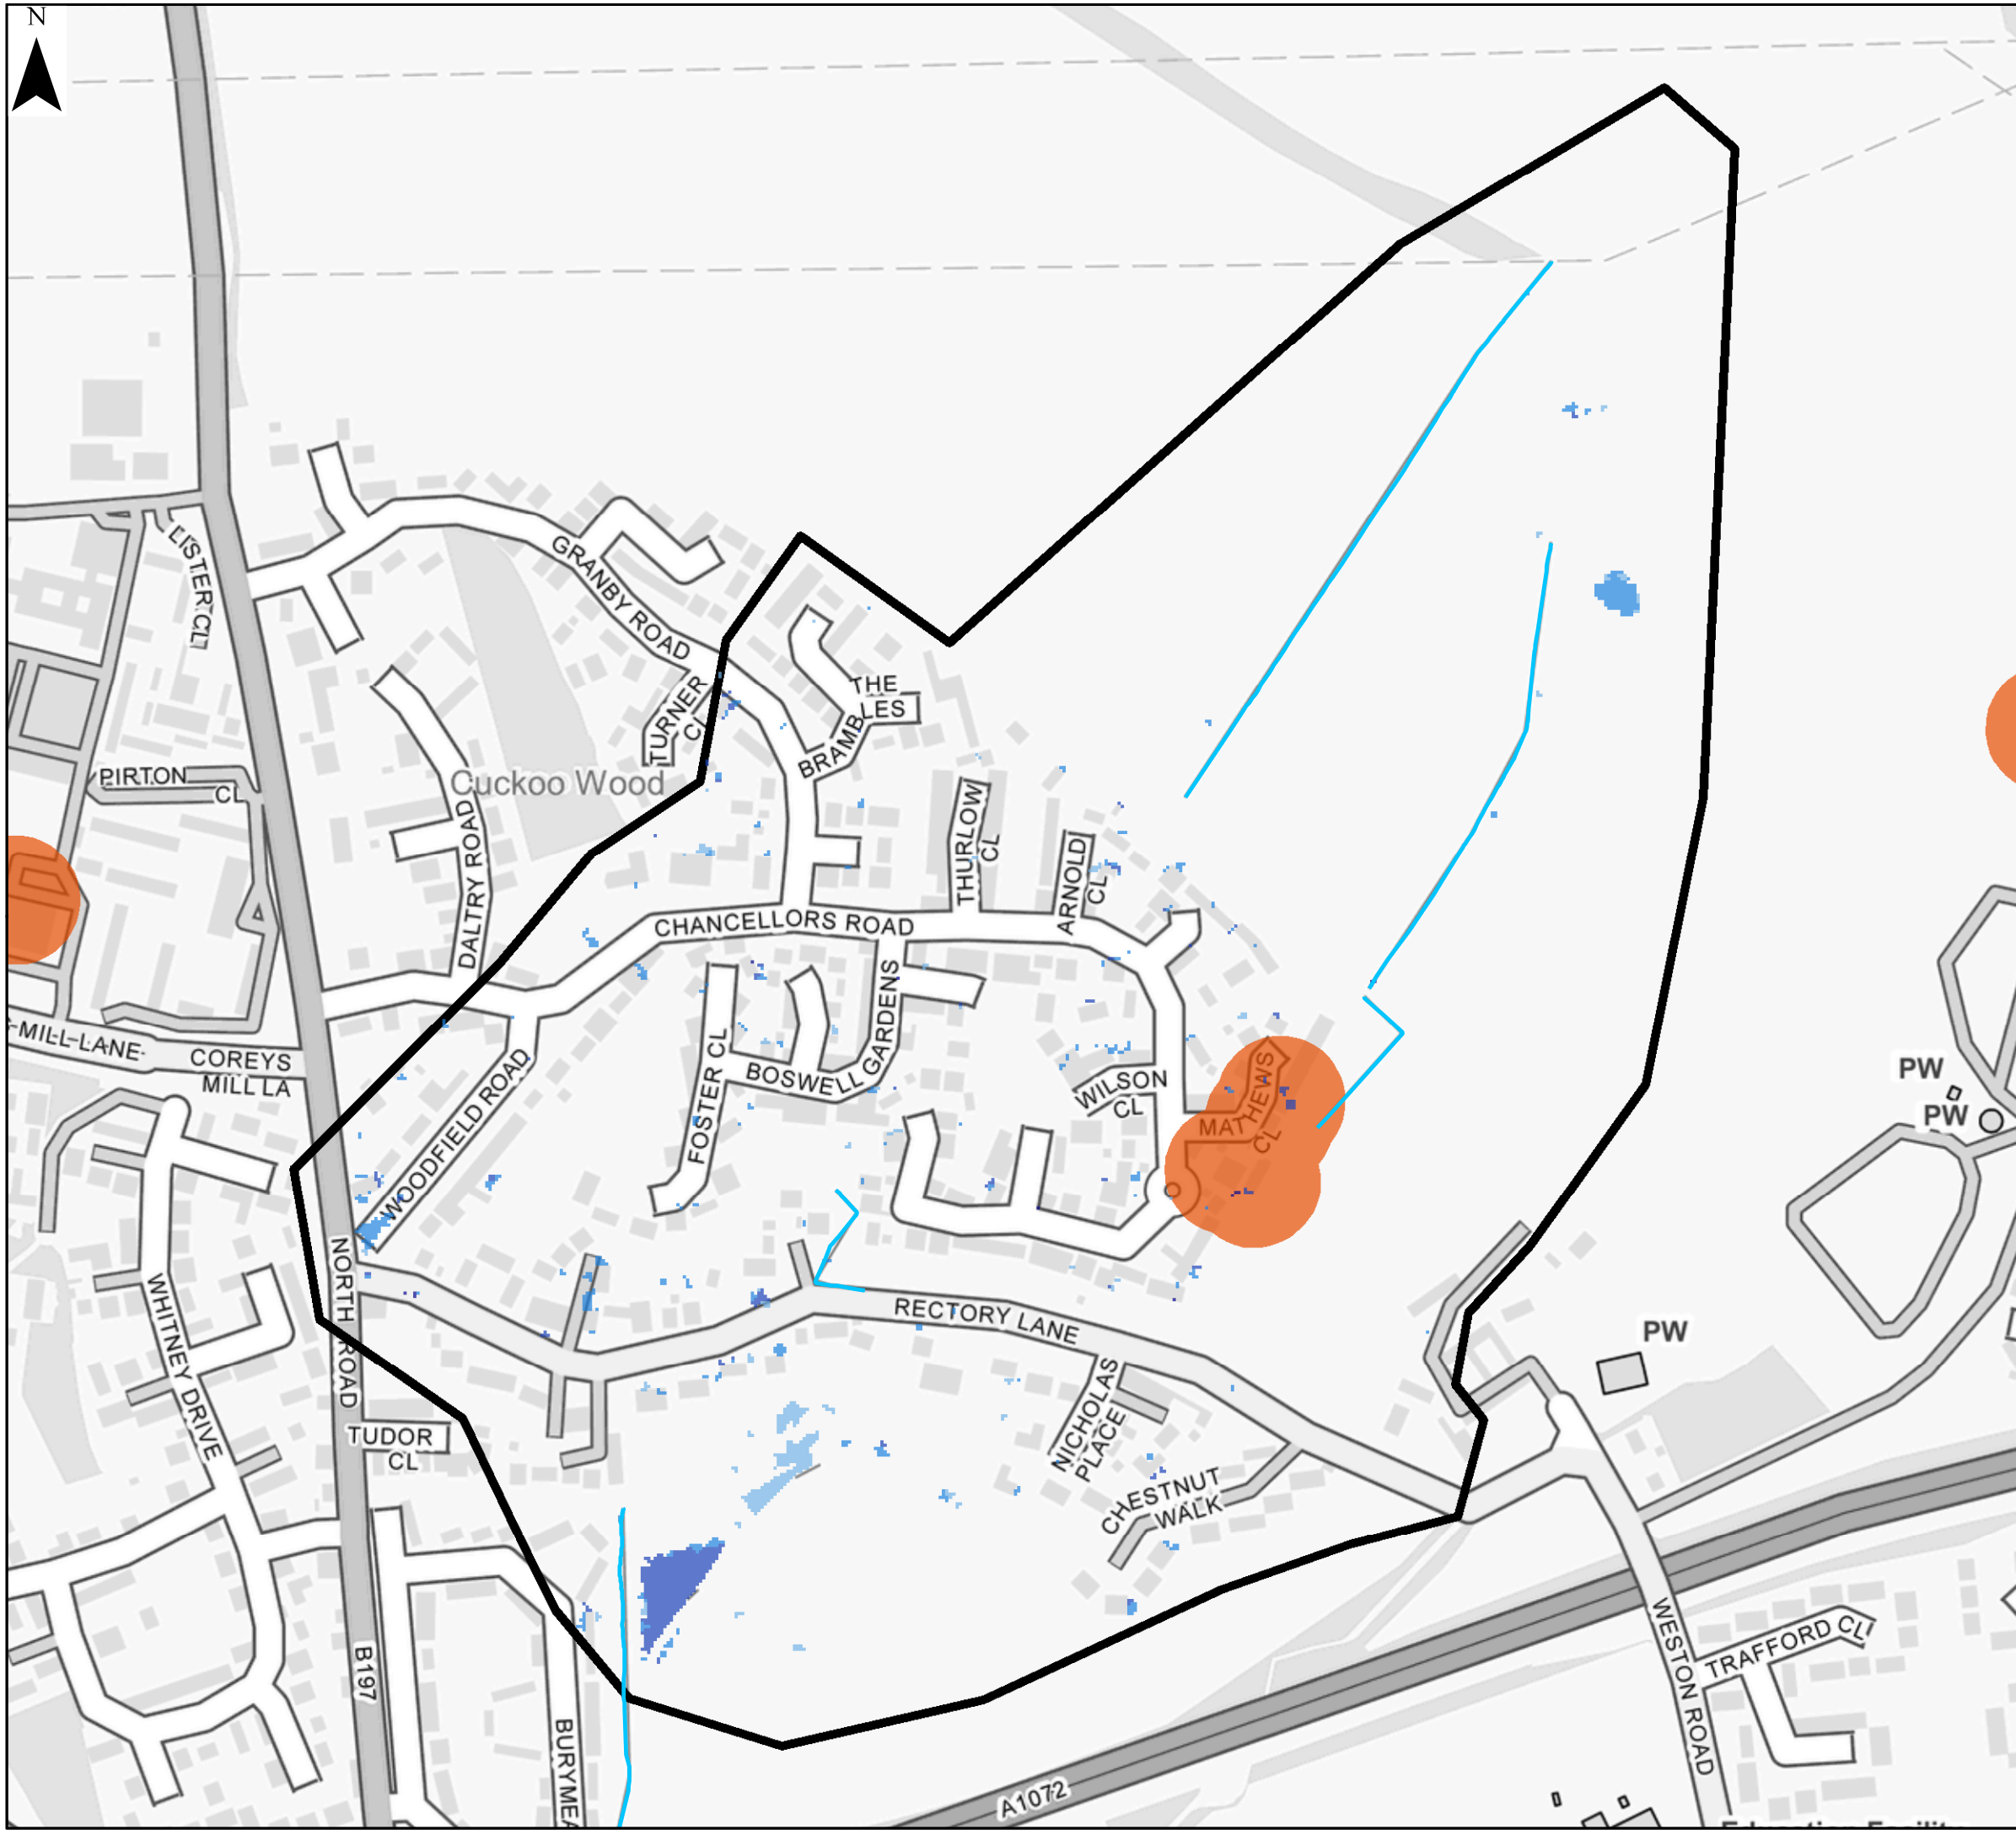 N
LISTER CL
GRANBY ROAD
TURNER
CL
THE
BRAMBLES
PIRTON
CL
Cuckoo Wood
DALTRY ROAD
THURLOW
CL
ARNOLD
CL
CHANCELLORS ROAD
MILL LANE
COREYS
MILL LA
WOODFIELD ROAD
FOSTER CL
BOSWELL GARDENS
WILSON
CL
MATHEWS
CL
PW
PW
WHITNEY DRIVE
NORTH ROAD
RECTORY LANE
PW
NICHOLAS
PLACE
TUDOR
CL
CHESTNUT
WALK
B197
BURYMEA
A1072
WESTON ROAD
TRAFFORD CL